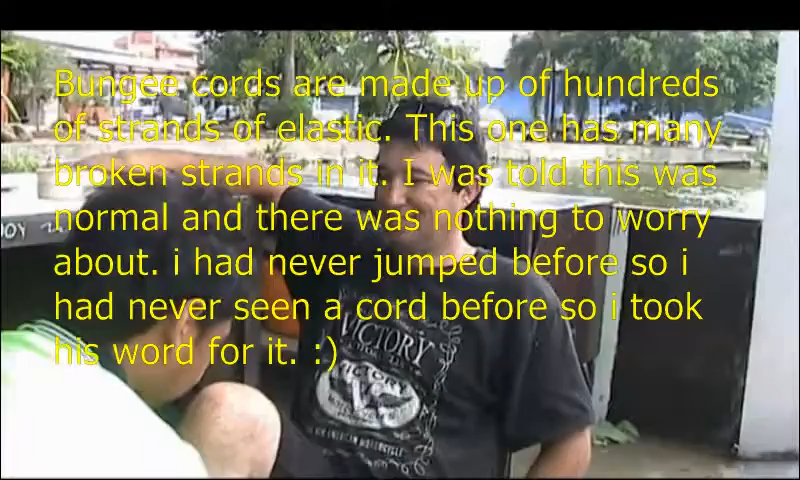 Bungee cords are made up of hundreds
of strands of elastic. This one has many
broken strands in it. I was told this was
normal and there was nothing to worry
about. i had never jumped before so i
had never seen a cord before so i took
his word for it. :)
VICTORY
VICTORY